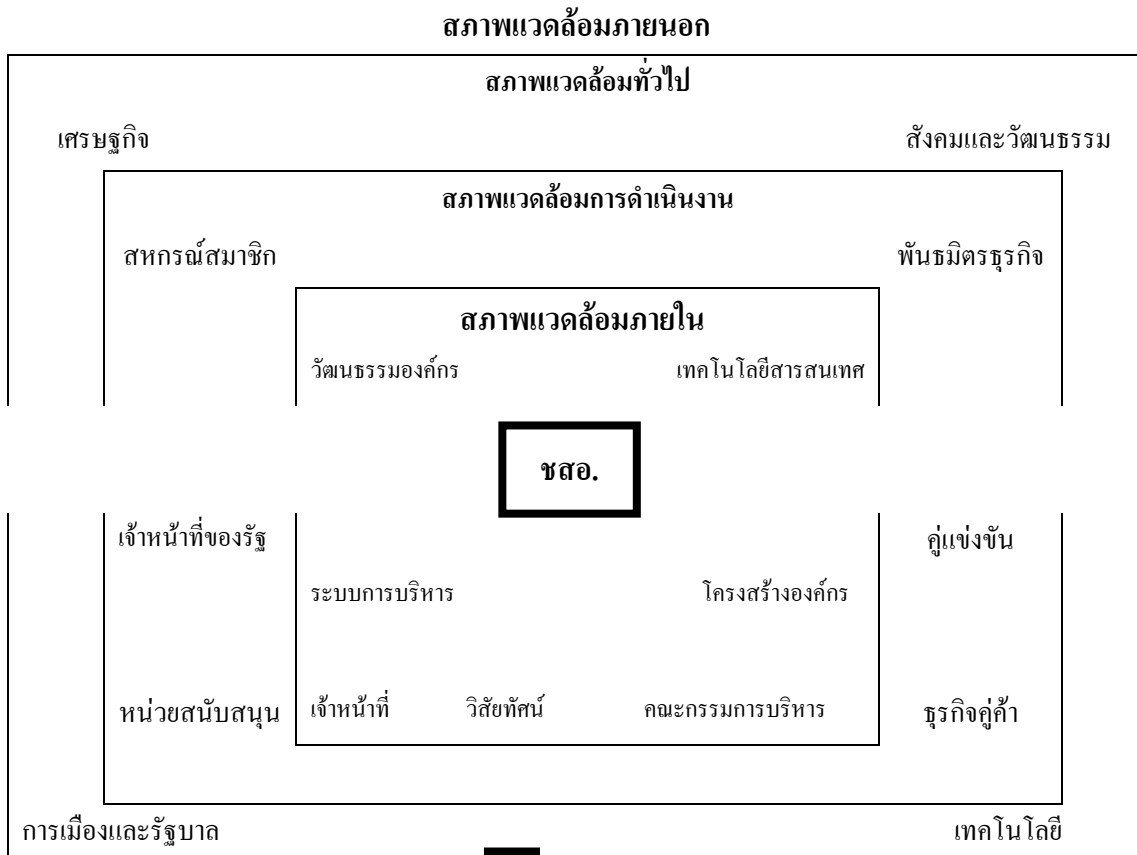 สภาพแวดล้อมภายนอก
สภาพแวดล้อมทั่วไป
เศรษฐกิจ สังคมและวัฒนธรรม
สภาพแวดล้อมการดำเนินงาน
สหกรณ์สมาชิก พันธมิตรธุรกิจ
สภาพแวดล้อมภายใน
วัฒนธรรมองค์กร เทคโนโลยีสารสนเทศ
ชสอ.
เจ้าหน้าที่ของรัฐ คู่แข่งขัน
ระบบการบริหาร โครงสร้างองค์กร
หน่วยสนับสนุน เจ้าหน้าที่ วิสัยทัศน์ คณะกรรมการบริหาร ธุรกิจคู่ค้า
การเมืองและรัฐบาล เทคโนโลยี